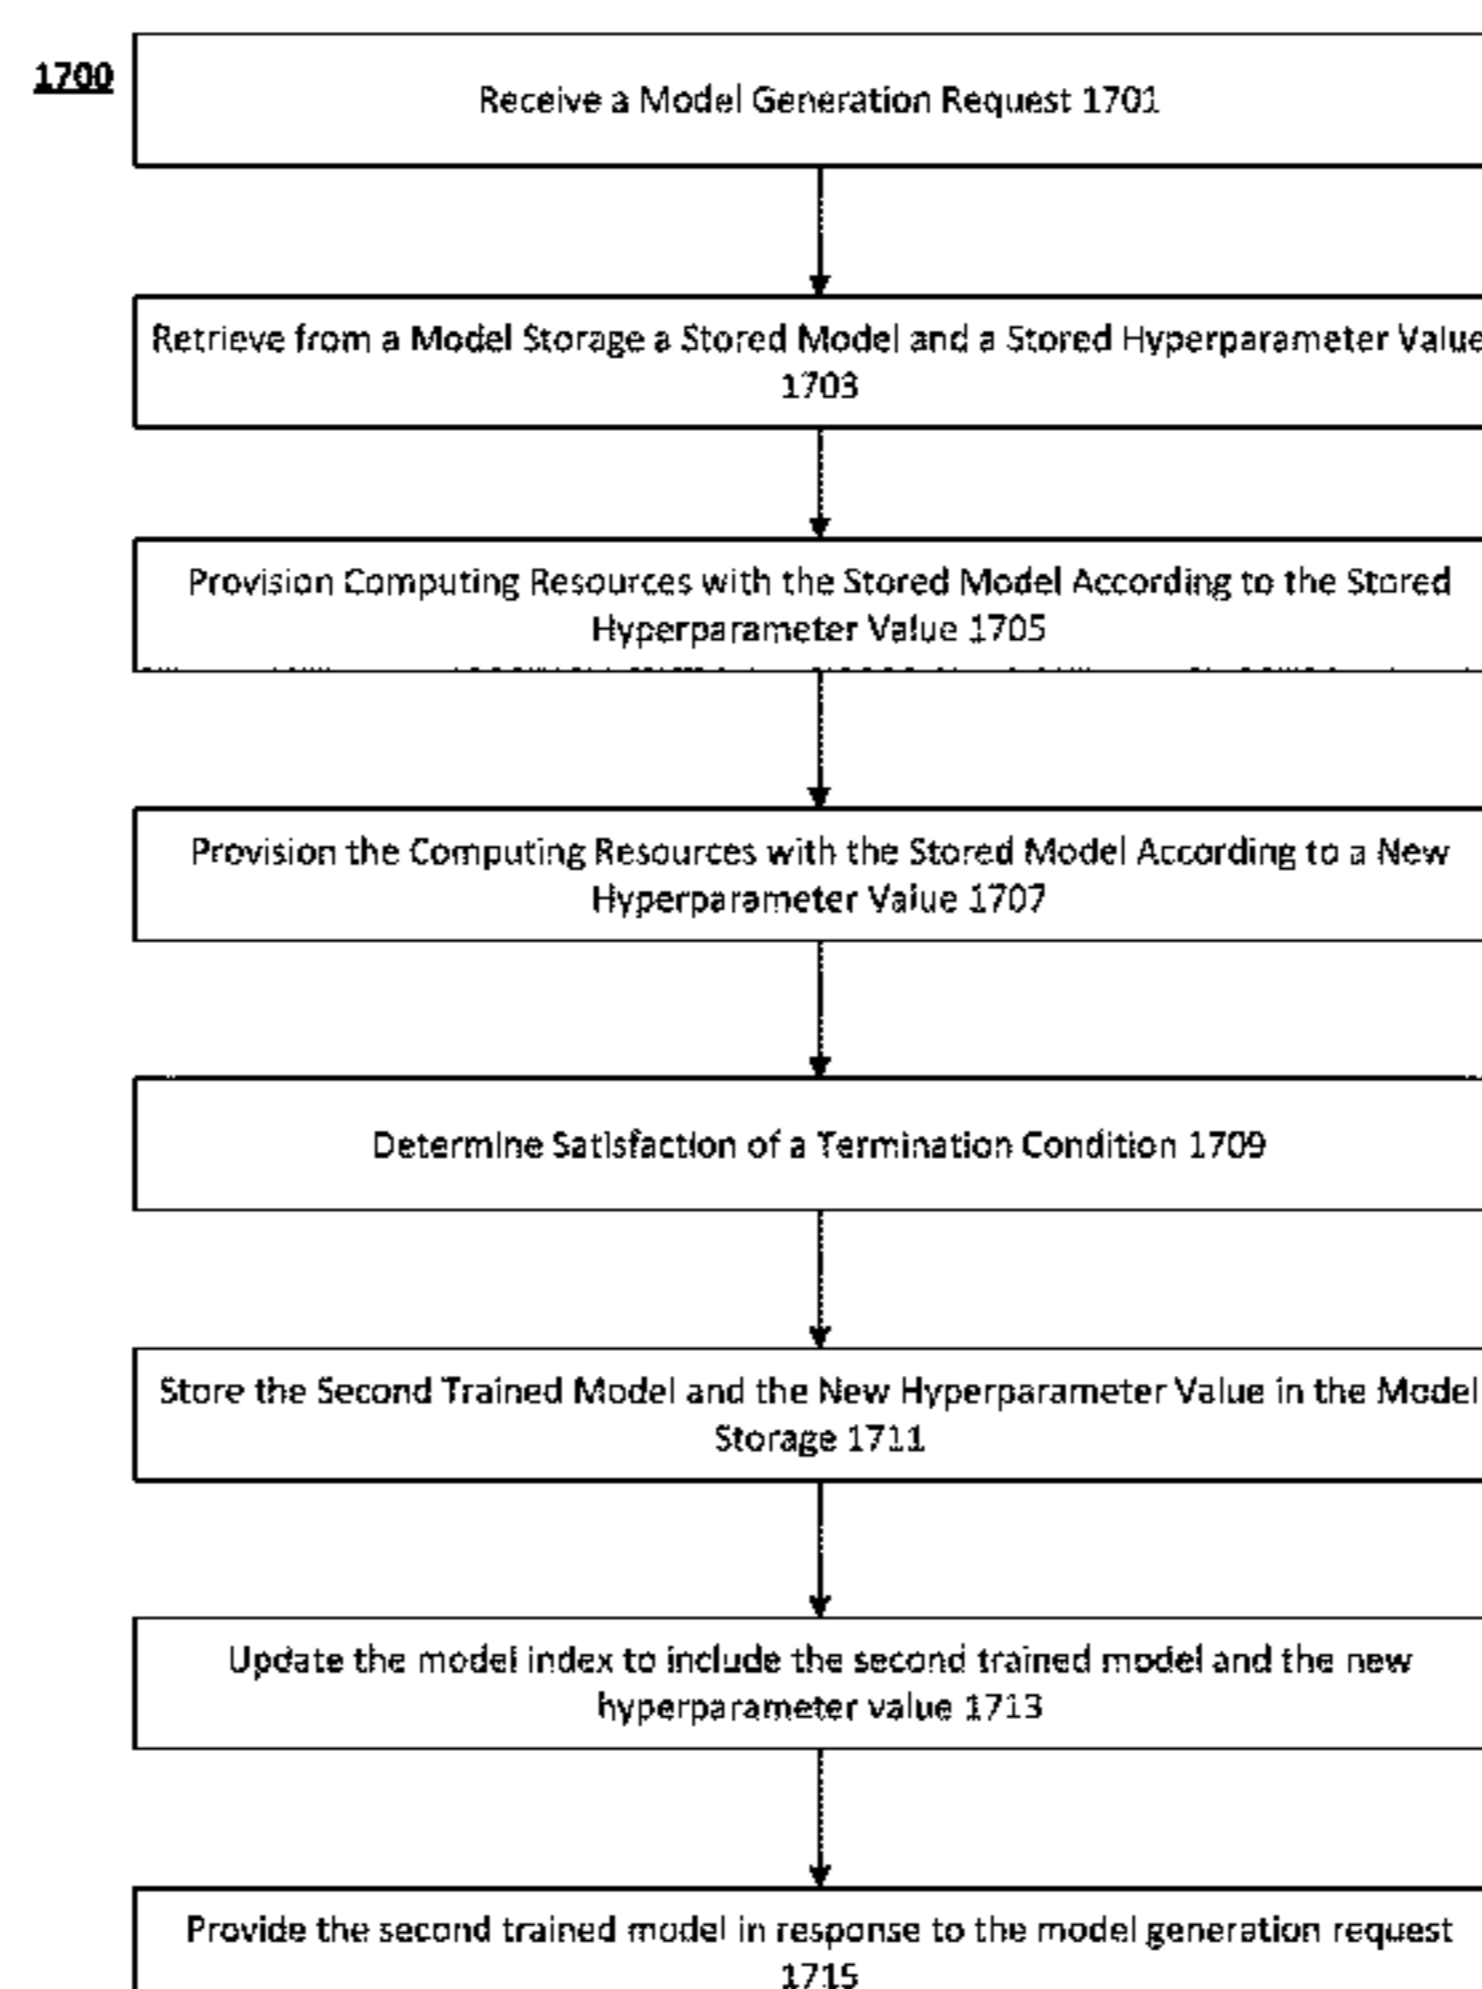 1700
Receive a Model Generation Request 1701
Retrieve from a Model Storage a Stored Model and a Stored Hyperparameter Value
1703
Provision Computing Resources with the Stored Model According to the Stored
Hyperparameter Value 1705
Provision the Computing Resources with the Stored Model According to a New
Hyperparameter Value 1707
Determine Satisfaction of a Termination Condition 1709
Store the Second Trained Model and the New Hyperparameter Value in the Model
Storage 1711
Update the model index to include the second trained model and the new
hyperparameter value 1713
Provide the second trained model in response to the model generation request
1715